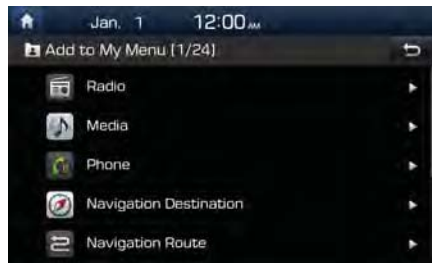 Jan. 1 12:00 AM
Add to My Menu (1/24)
Radio
Media
Phone
Navigation Destination
Navigation Route